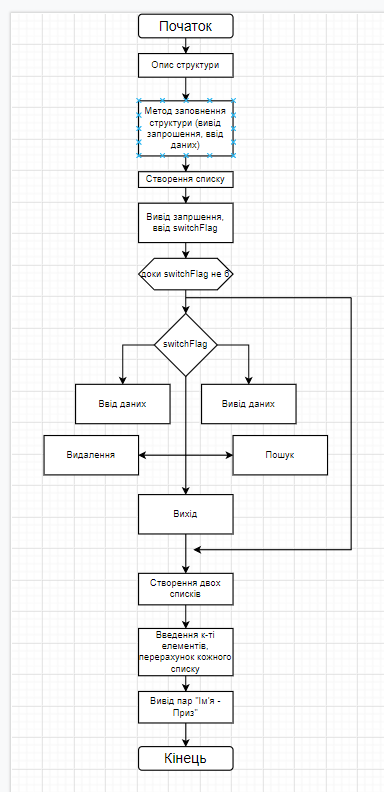 Початок
Опис структури
Метод заповнення
структури (вивід
запрошення, ввід
даних)
Створення списку
Вивід запршення,
ввід switchFlag
доки switchFlag не б
switchFlag
Ввід даних
Вивід даних
Видалення
Пошук
Вихід
Створення двох
списків
Введення к-ті
елементів,
перерахунок кожного
списку
Вивід пар "Ім'я -
Приз"
Кінець